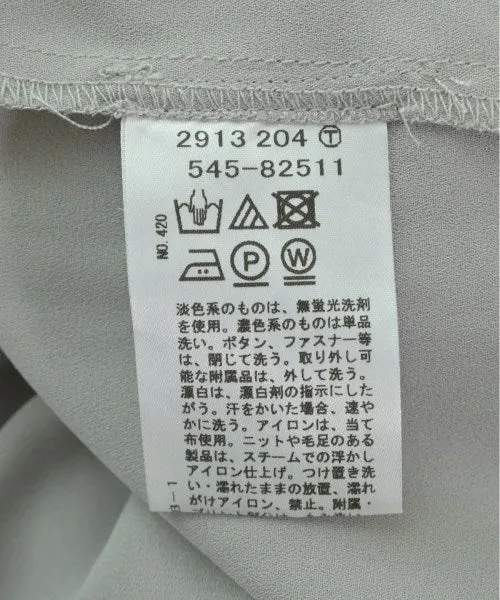 2913 204 Ⓣ
545-82511
NO.420
P W
淡色系のものは、無蛍光洗剤
を使用。濃色系のものは単品
洗い。ボタン、ファスナー等
は、閉じて洗う。取り外し可
能な附属品は、外して洗う。
漂白は、漂白剤の指示にした
がう。汗をかいた場合、速や
かに洗う。アイロンは、当て
布使用。ニットや毛足のある
製品は、スチームでの浮かし
アイロン仕上げ。つけ置き洗
い・濡れたままの放置、濡れ
がけアイロン、禁止。附属・